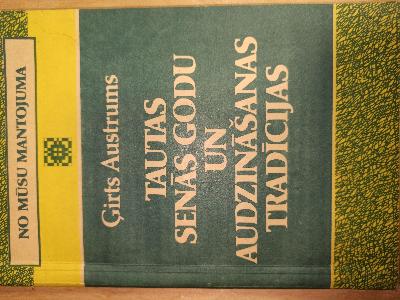 NO MŪSU MANTOJUMA
Ģirts Austrums
TAUTAS
SENĀS GODU
UN
AUDZINĀŠANAS
TRADĪCIJAS